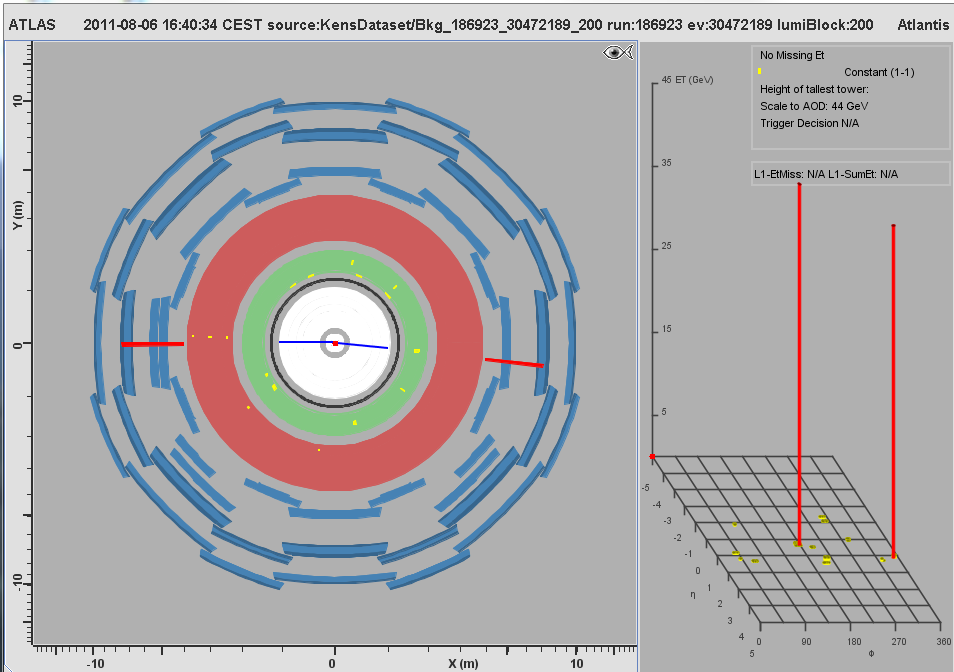 ATLAS 2011-08-06 16:40:34 CEST source:KensDataset/Bkg_186923_30472189_200 run:186923 ev:30472189 lumiBlock:200 Atlantis
No Missing Et
Constant (1-1)
Height of tallest tower:
Scale to AOD: 44 GeV
Trigger Decision N/A
L1-EtMiss: N/A L1-SumEt: N/A
45 ET (GeV)
35
25
15
5
10
Y (m)
0
-10
-10 0 X (m) 10
-5
-4
-3
-2
-1
0
1
2
3
4
5
η
0 90 180 270 360
Φ